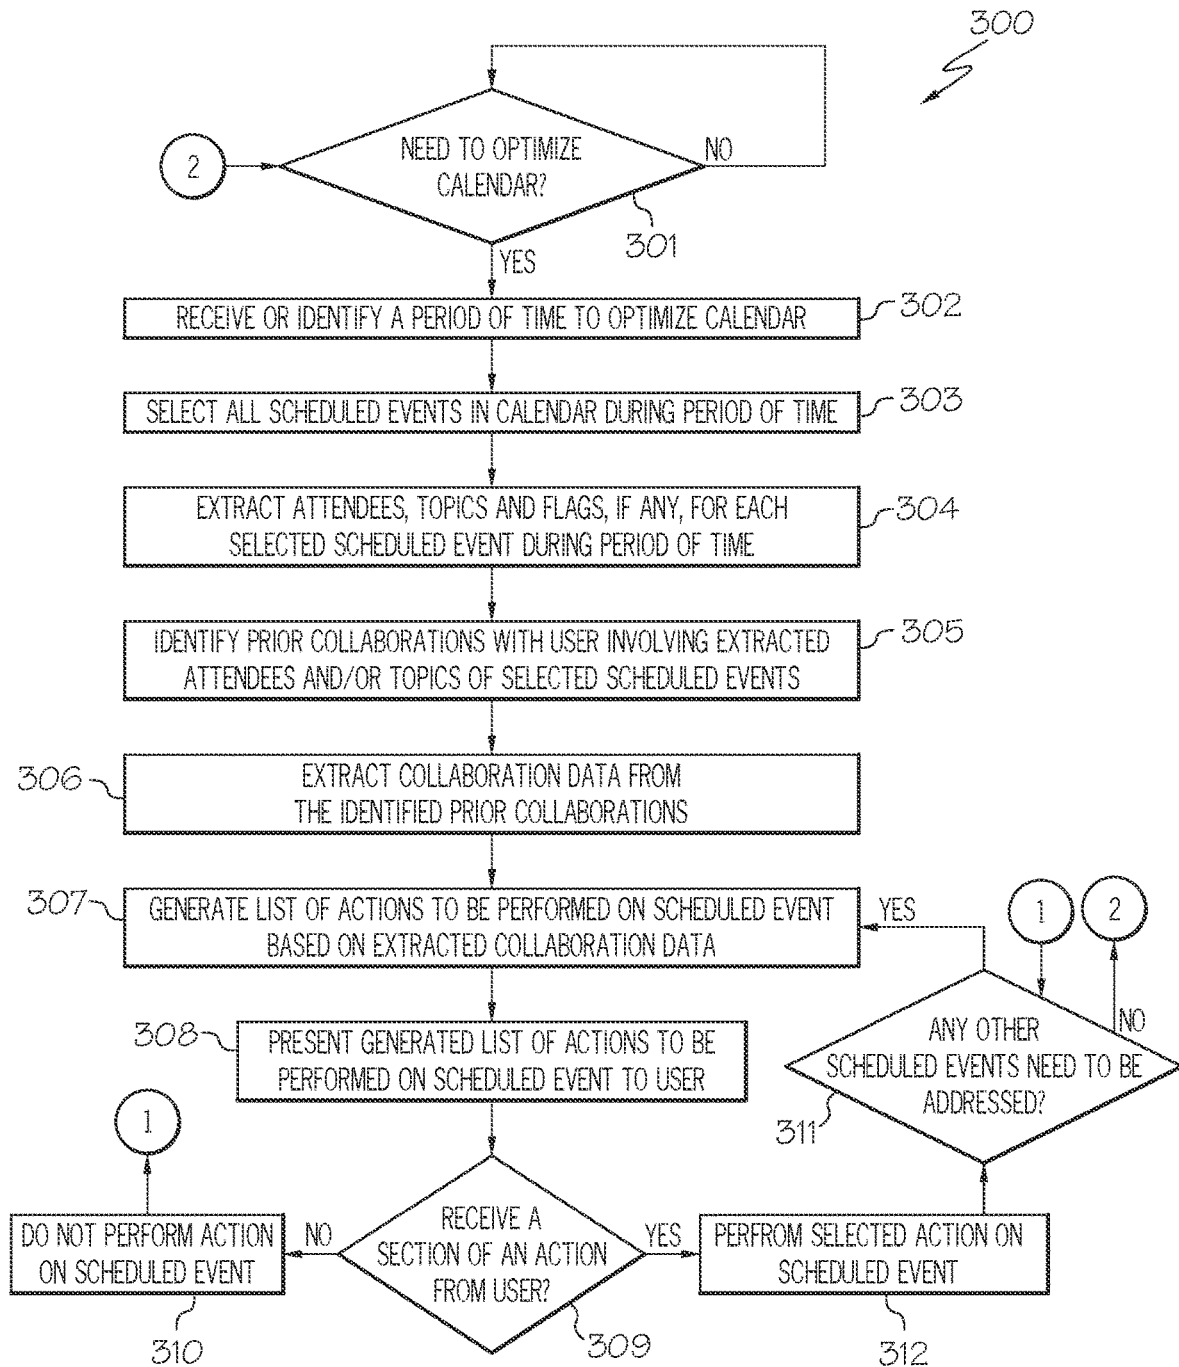 300
2
NEED TO OPTIMIZE
CALENDAR?
NO
301
YES
RECEIVE OR IDENTIFY A PERIOD OF TIME TO OPTIMIZE CALENDAR
302
SELECT ALL SCHEDULED EVENTS IN CALENDAR DURING PERIOD OF TIME
303
EXTRACT ATTENDEES, TOPICS AND FLAGS, IF ANY, FOR EACH
SELECTED SCHEDULED EVENT DURING PERIOD OF TIME
304
IDENTIFY PRIOR COLLABORATIONS WITH USER INVOLVING EXTRACTED
ATTENDEES AND/OR TOPICS OF SELECTED SCHEDULED EVENTS
305
306
EXTRACT COLLABORATION DATA FROM
THE IDENTIFIED PRIOR COLLABORATIONS
307
GENERATE LIST OF ACTIONS TO BE PERFORMED ON SCHEDULED EVENT
BASED ON EXTRACTED COLLABORATION DATA
YES
1
2
308
PRESENT GENERATED LIST OF ACTIONS TO BE
PERFORMED ON SCHEDULED EVENT TO USER
ANY OTHER
SCHEDULED EVENTS NEED TO BE
ADDRESSED?
NO
311
1
DO NOT PERFORM ACTION
ON SCHEDULED EVENT
310
NO
RECEIVE A
SECTION OF AN ACTION
FROM USER?
309
YES
PERFROM SELECTED ACTION ON
SCHEDULED EVENT
312